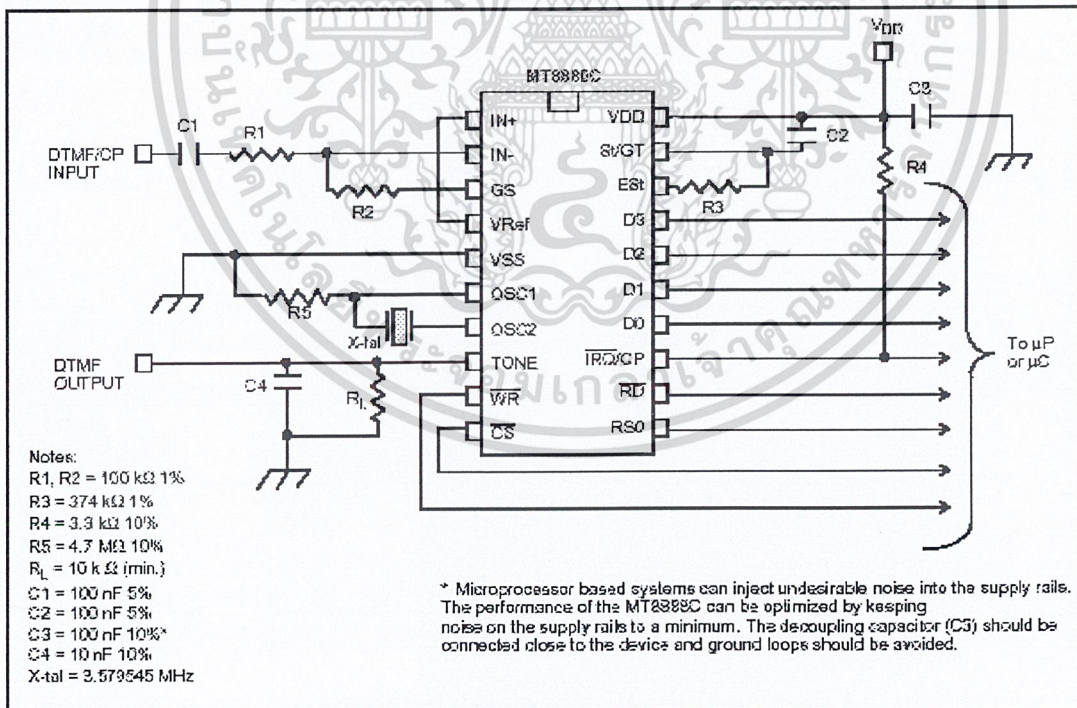 VDD
MT8888C
C3
C1
R1
IN+
VDD
C2
DTMF/CP
INPUT
IN-
St/GT
R4
R2
GS
ESt
R3
VRef
D3
VSS
D2
R5
OSC1
D1
X-tal
OSC2
D0
DTMF
OUTPUT
TONE
IRQ/CP
To µP
or µC
C4
RL
WR
RD
CS
RS0
Notes:
R1, R2 = 100 kΩ 1%
R3 = 374 kΩ 1%
R4 = 3.3 kΩ 10%
R5 = 4.7 MΩ 10%
RL = 10 k Ω (min.)
C1 = 100 nF 5%
C2 = 100 nF 5%
C3 = 100 nF 10%*
C4 = 10 nF 10%
X-tal = 3.579545 MHz
* Microprocessor based systems can inject undesirable noise into the supply rails.
The performance of the MT8888C can be optimized by keeping
noise on the supply rails to a minimum. The decoupling capacitor (C3) should be
connected close to the device and ground loops should be avoided.